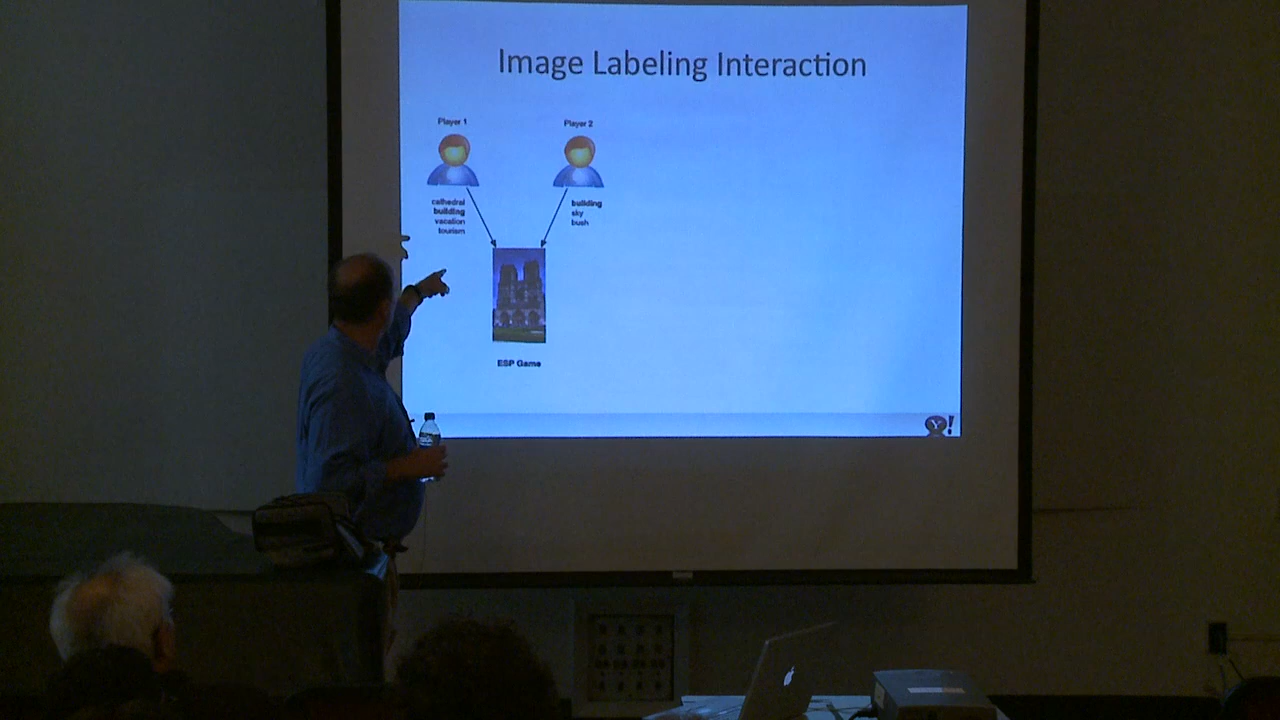 Image Labeling Interaction
Player 1
Player 2
cathedral
building
vacation
tourism
building
sky
bush
ESP Game
Y!